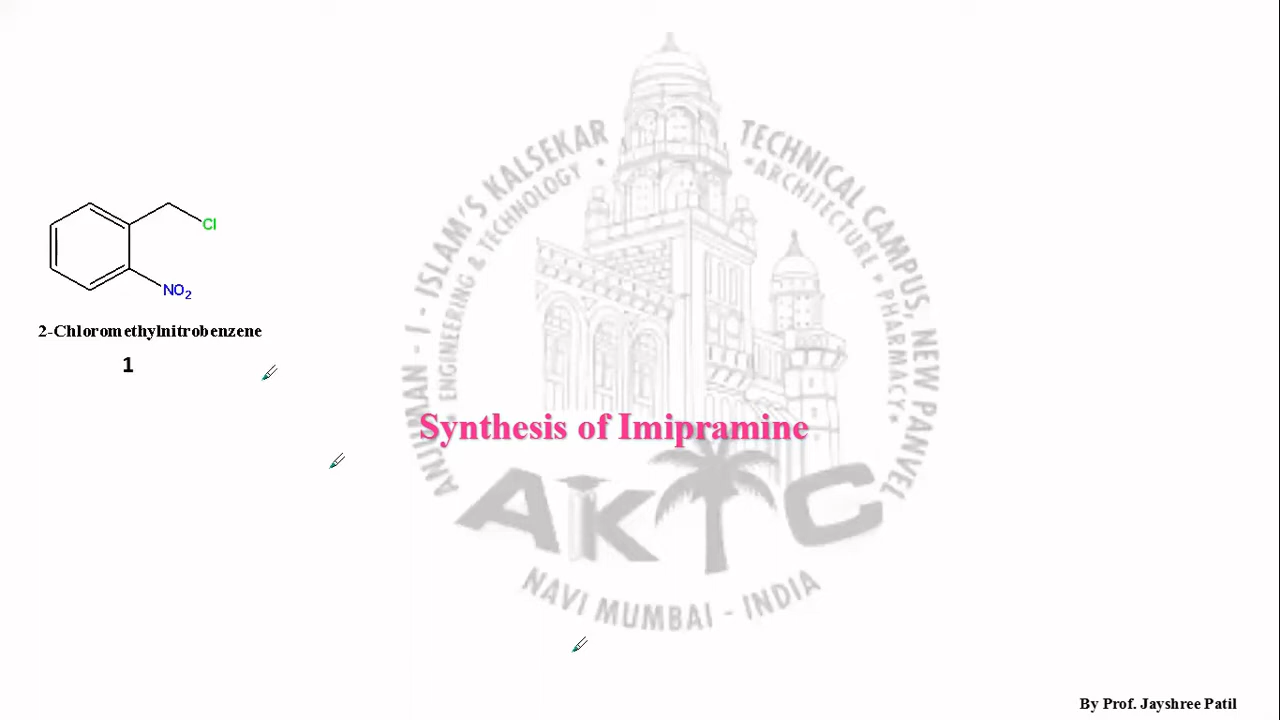 ANJUMAN - I - ISLAM'S KALSEKAR TECHNICAL CAMPUS, NEW PANVEL
• ENGINEERING & TECHNOLOGY • ARCHITECTURE • PHARMACY •
Cl
NO2
2-Chloromethylnitrobenzene
1
Synthesis of Imipramine
AKTC
NAVI MUMBAI - INDIA
By Prof. Jayshree Patil